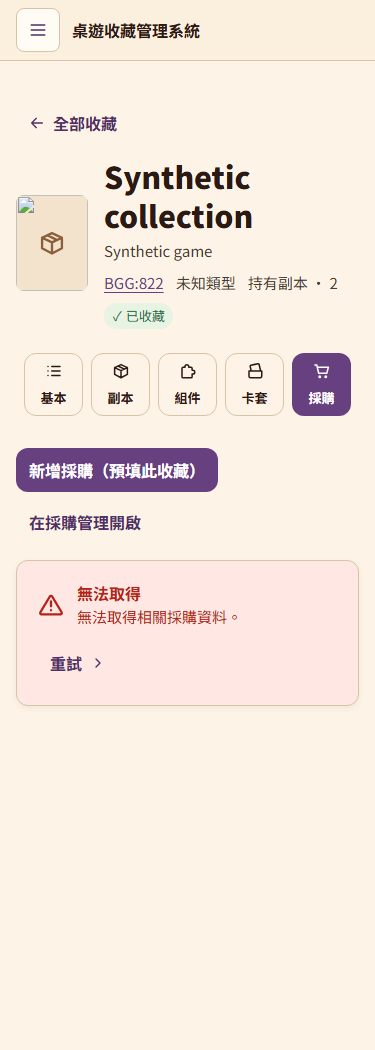 桌遊收藏管理系統
全部收藏
Synthetic
collection
Synthetic game
BGG:822 未知類型 持有副本 · 2
✓ 已收藏
基本 副本 組件 卡套 採購
新增採購（預填此收藏）
在採購管理開啟
無法取得
無法取得相關採購資料。
重試